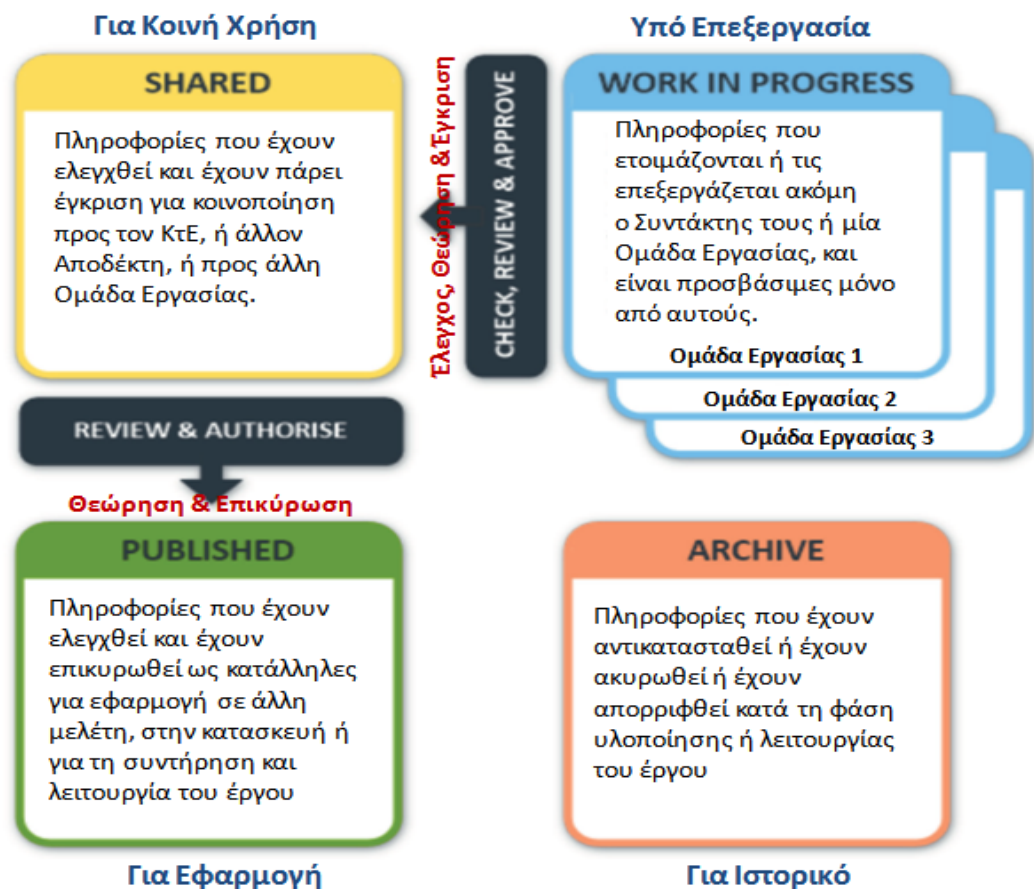 Για Κοινή Χρήση
SHARED
Πληροφορίες που έχουν
ελεγχθεί και έχουν πάρει
έγκριση για κοινοποίηση
προς τον ΚτΕ, ή άλλον
Αποδέκτη, ή προς άλλη
Ομάδα Εργασίας.
Έλεγχος, Θεώρηση & Έγκριση
CHECK, REVIEW & APPROVE
Υπό Επεξεργασία
WORK IN PROGRESS
Πληροφορίες που
ετοιμάζονται ή τις
επεξεργάζεται ακόμη
ο Συντάκτης τους ή μία
Ομάδα Εργασίας, και
είναι προσβάσιμες μόνο
από αυτούς.
Ομάδα Εργασίας 1
Ομάδα Εργασίας 2
Ομάδα Εργασίας 3
REVIEW & AUTHORISE
Θεώρηση & Επικύρωση
PUBLISHED
Πληροφορίες που έχουν
ελεγχθεί και έχουν
επικυρωθεί ως κατάλληλες
για εφαρμογή σε άλλη
μελέτη, στην κατασκευή ή
για τη συντήρηση και
λειτουργία του έργου
Για Εφαρμογή
ARCHIVE
Πληροφορίες που έχουν
αντικατασταθεί ή έχουν
ακυρωθεί ή έχουν
απορριφθεί κατά τη φάση
υλοποίησης ή λειτουργίας
του έργου
Για Ιστορικό